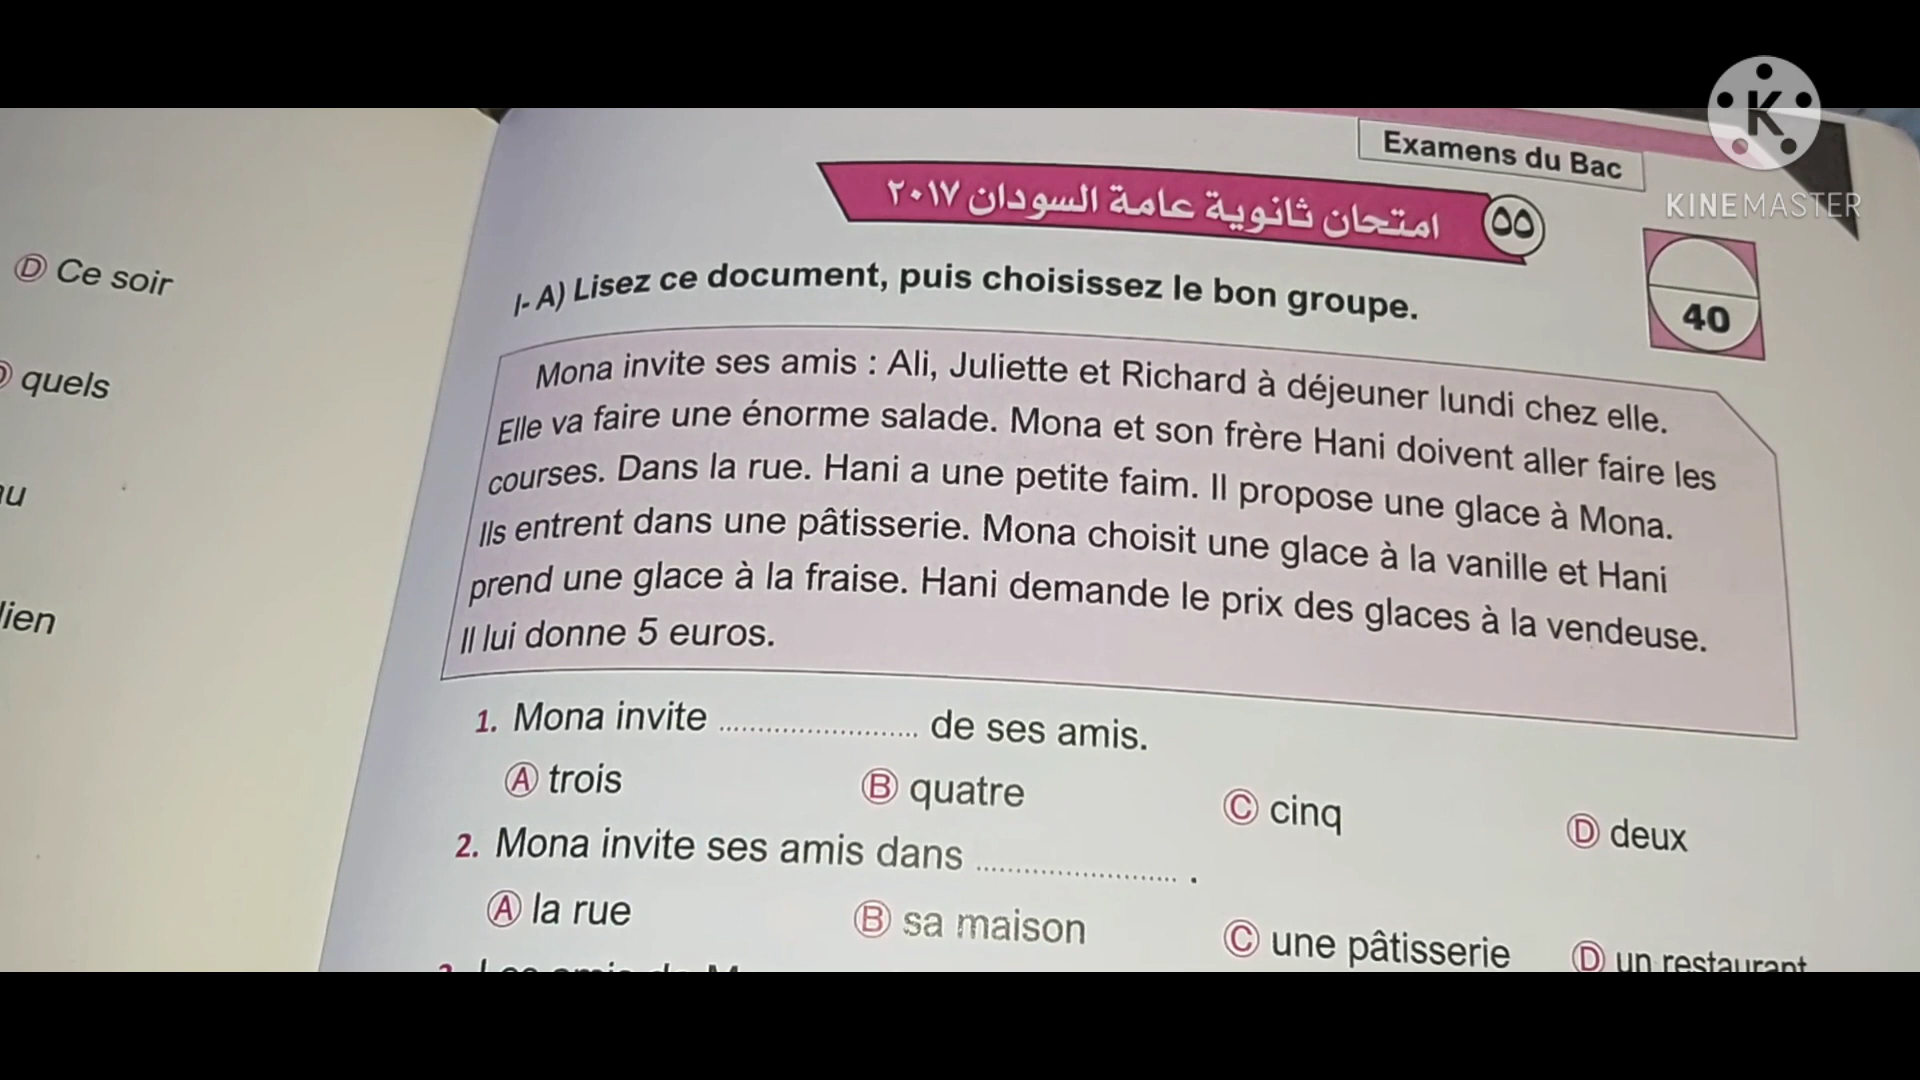 Ce soir
quels
Examens du Bac
KINEMASTER
امتحان ثانوية عامة السودان ٢٠١٧ ٥٥
40
I- A) Lisez ce document, puis choisissez le bon groupe.
Mona invite ses amis : Ali, Juliette et Richard à déjeuner lundi chez elle.
Elle va faire une énorme salade. Mona et son frère Hani doivent aller faire les
courses. Dans la rue. Hani a une petite faim. Il propose une glace à Mona.
Ils entrent dans une pâtisserie. Mona choisit une glace à la vanille et Hani
prend une glace à la fraise. Hani demande le prix des glaces à la vendeuse.
Il lui donne 5 euros.
1. Mona invite ........................ de ses amis.
A trois B quatre C cinq D deux
2. Mona invite ses amis dans ........................ .
A la rue B sa maison C une pâtisserie D un restaurant